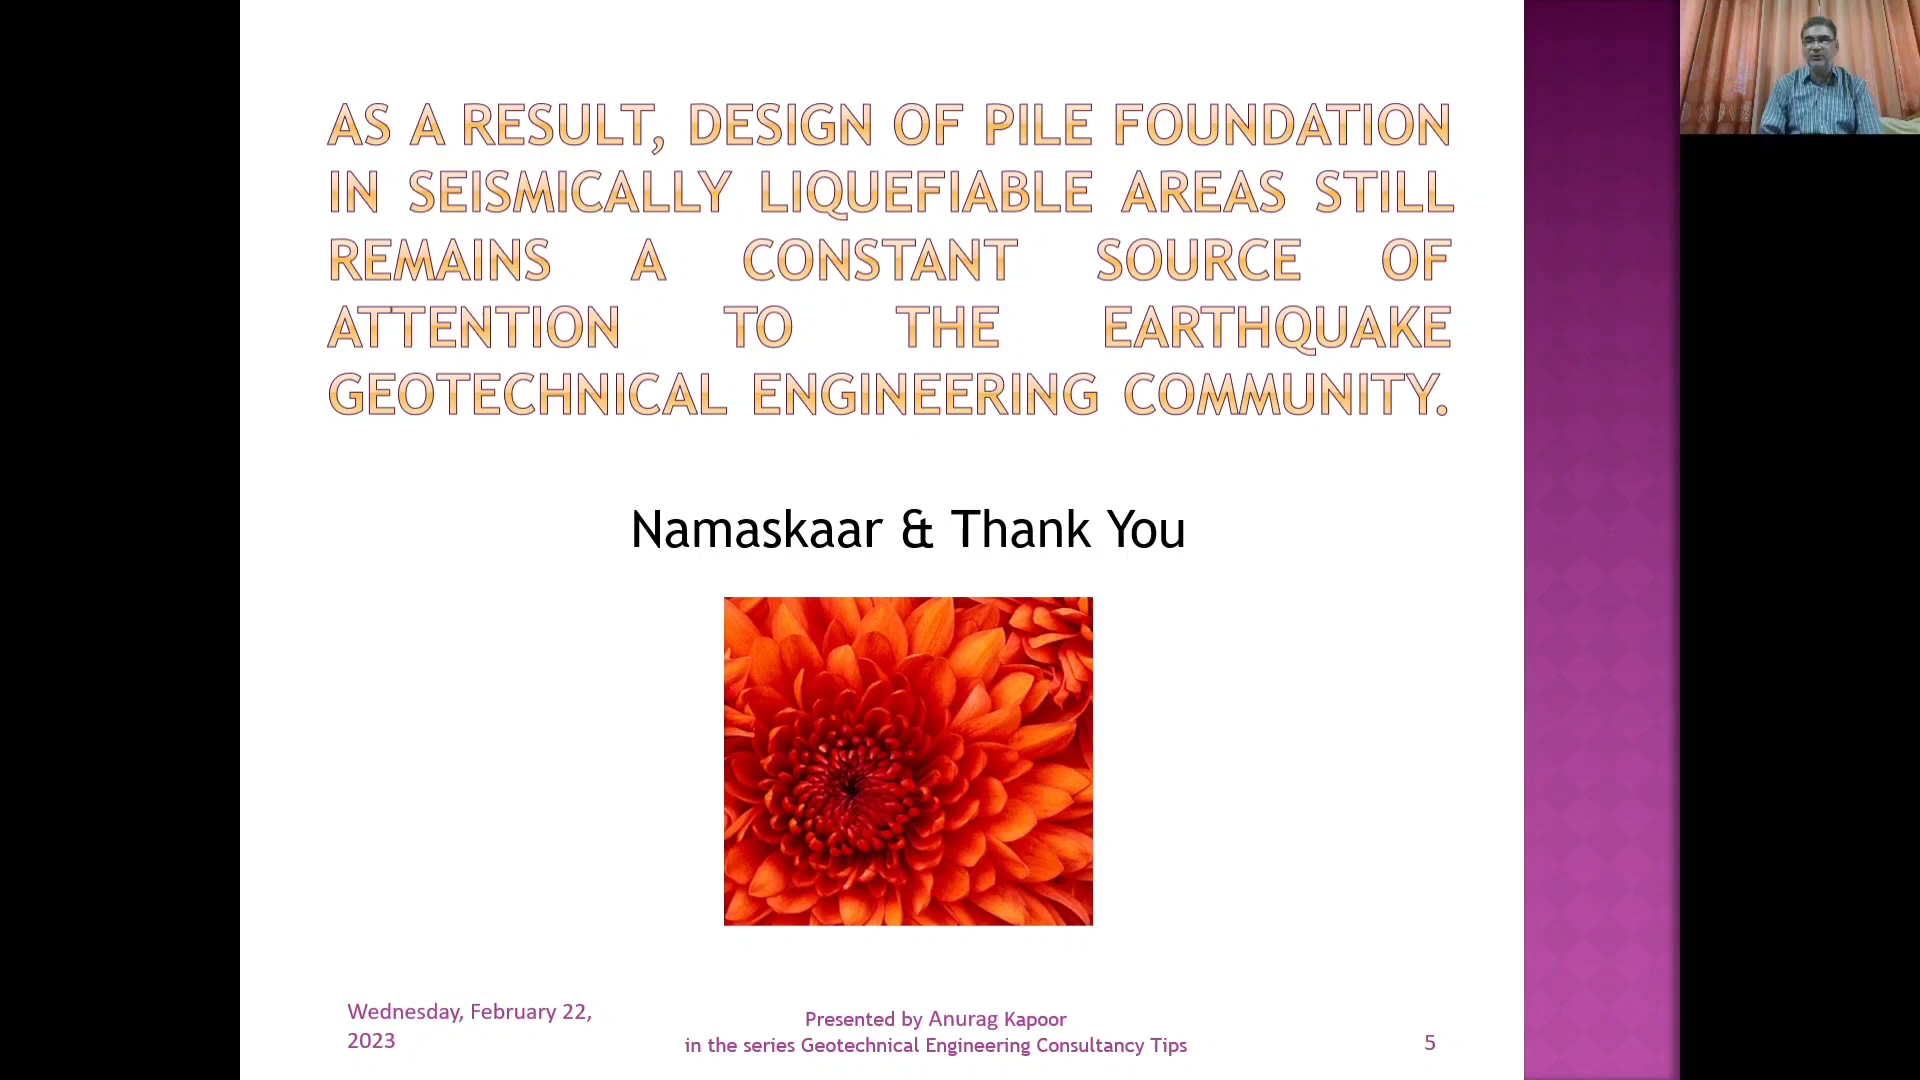 AS A RESULT, DESIGN OF PILE FOUNDATION
IN SEISMICALLY LIQUEFIABLE AREAS STILL
REMAINS A CONSTANT SOURCE OF
ATTENTION TO THE EARTHQUAKE
GEOTECHNICAL ENGINEERING COMMUNITY.
Namaskaar & Thank You
Wednesday, February 22,
2023
Presented by Anurag Kapoor
in the series Geotechnical Engineering Consultancy Tips
5